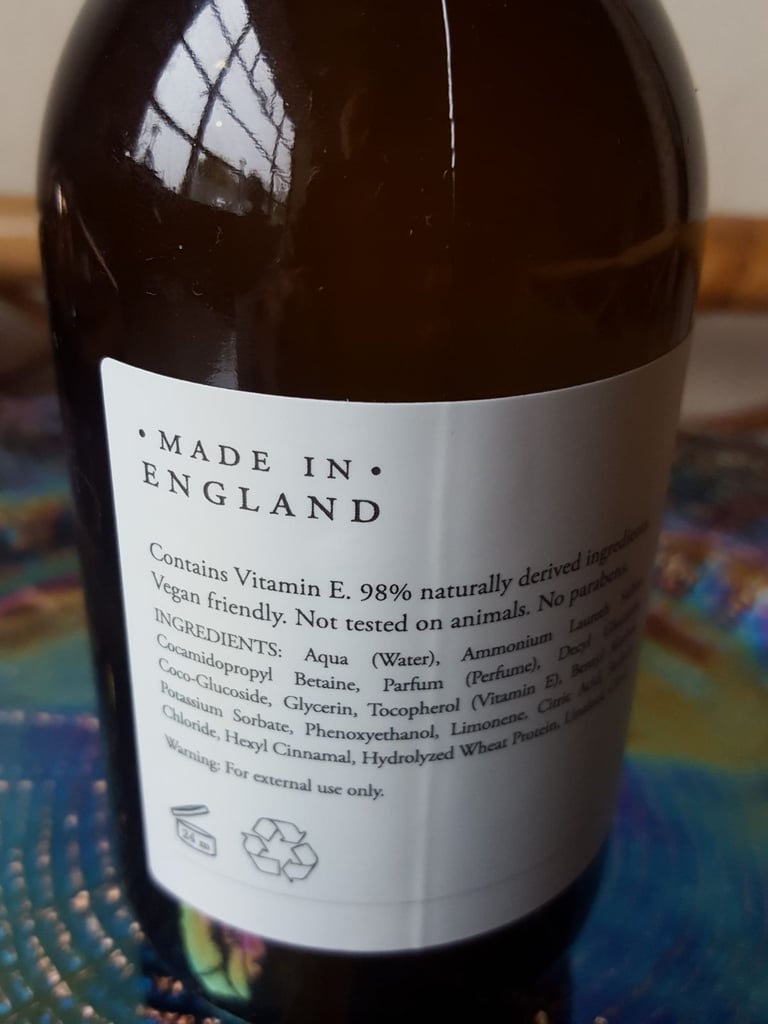 • MADE IN •
ENGLAND
Contains Vitamin E. 98% naturally derived ingredients
Vegan friendly. Not tested on animals. No parabens.
INGREDIENTS: Aqua (Water), Ammonium Laureth
Cocamidopropyl Betaine, Parfum (Perfume), Decyl
Coco-Glucoside, Glycerin, Tocopherol (Vitamin E), Benzyl
Potassium Sorbate, Phenoxyethanol, Limonene, Citric Acid,
Chloride, Hexyl Cinnamal, Hydrolyzed Wheat Protein, Linalool
Warning: For external use only.
24 m